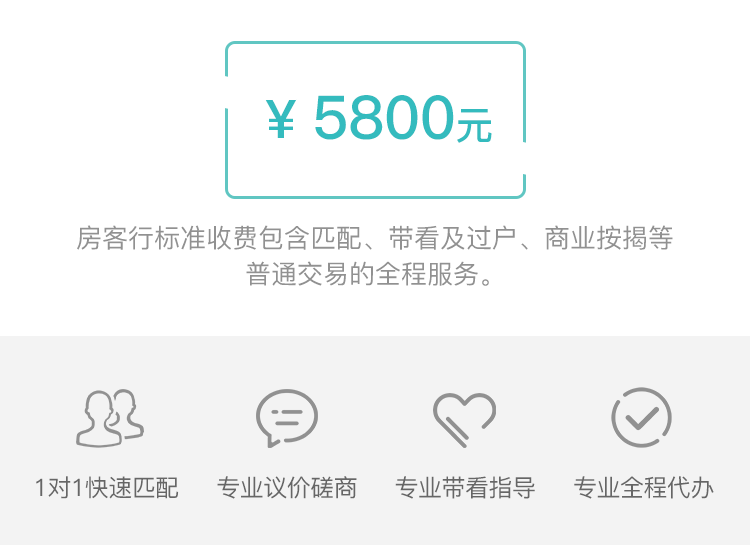 ¥ 5800元
房客行标准收费包含匹配、带看及过户、商业按揭等
普通交易的全程服务。
1对1快速匹配
专业议价磋商
专业带看指导
专业全程代办